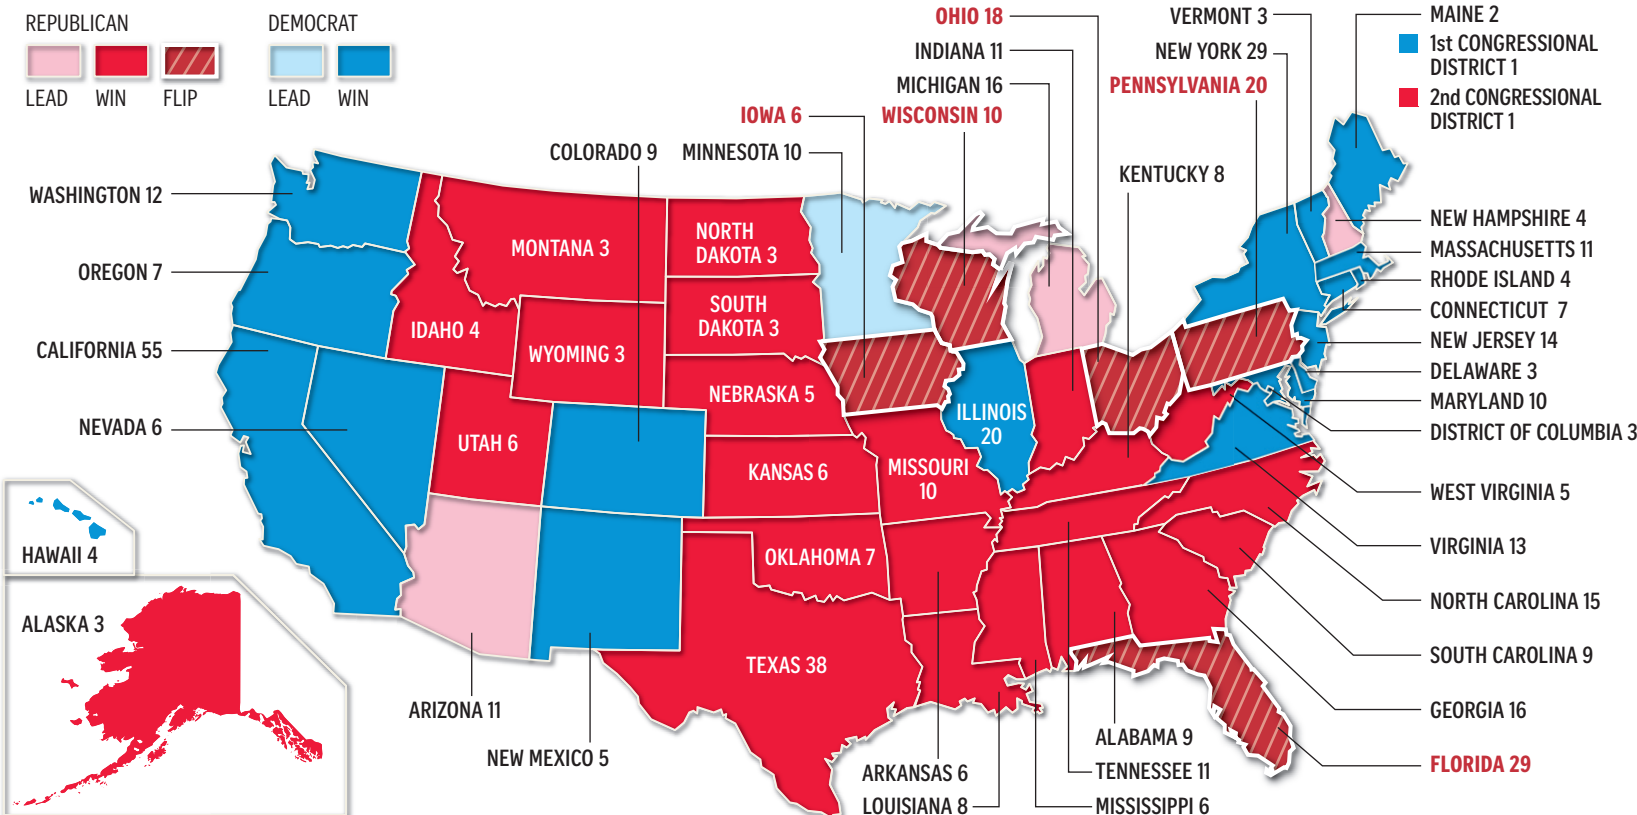 REPUBLICAN
LEAD WIN FLIP
DEMOCRAT
LEAD WIN
OHIO 18
INDIANA 11
MICHIGAN 16
IOWA 6
WISCONSIN 10
COLORADO 9
MINNESOTA 10
VERMONT 3
NEW YORK 29
PENNSYLVANIA 20
KENTUCKY 8
MAINE 2
1st CONGRESSIONAL
DISTRICT 1
2nd CONGRESSIONAL
DISTRICT 1
WASHINGTON 12
OREGON 7
CALIFORNIA 55
NEVADA 6
HAWAII 4
ALASKA 3
MONTANA 3
IDAHO 4
WYOMING 3
UTAH 6
NORTH
DAKOTA 3
SOUTH
DAKOTA 3
NEBRASKA 5
KANSAS 6
OKLAHOMA 7
TEXAS 38
MISSOURI
10
ILLINOIS
20
ARIZONA 11
NEW MEXICO 5
ARKANSAS 6
LOUISIANA 8
ALABAMA 9
TENNESSEE 11
MISSISSIPPI 6
NEW HAMPSHIRE 4
MASSACHUSETTS 11
RHODE ISLAND 4
CONNECTICUT 7
NEW JERSEY 14
DELAWARE 3
MARYLAND 10
DISTRICT OF COLUMBIA 3
WEST VIRGINIA 5
VIRGINIA 13
NORTH CAROLINA 15
SOUTH CAROLINA 9
GEORGIA 16
FLORIDA 29